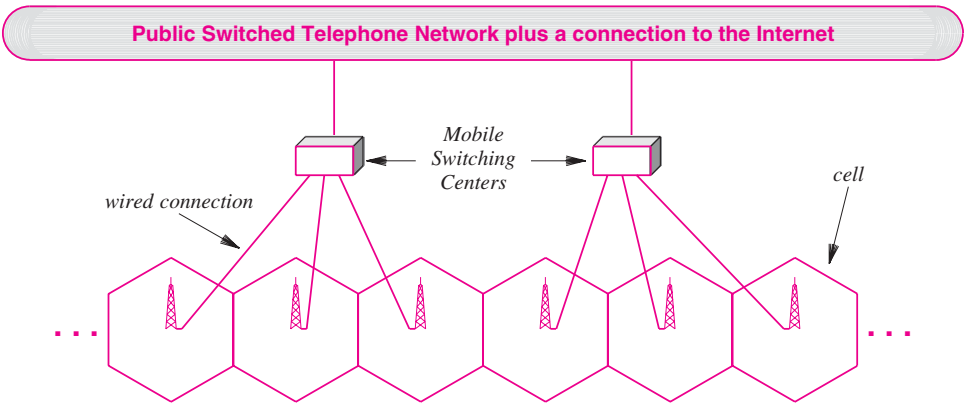 Public Switched Telephone Network plus a connection to the Internet
Mobile
Switching
Centers
cell
wired connection
. . .
. . .